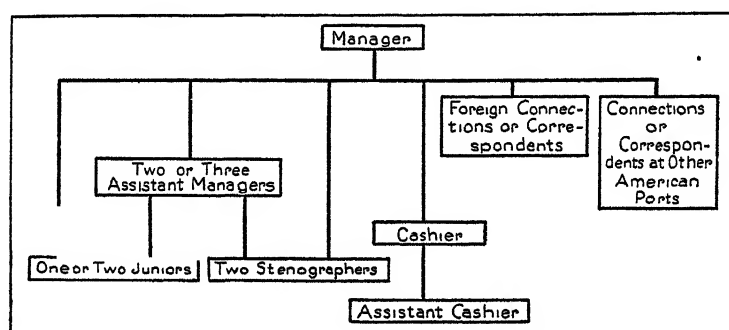 Manager
Foreign Connec-
tions or Corre-
spondents
Connections
or
Correspon-
dents at Other
American
Ports
Two or Three
Assistant Managers
Cashier
One or Two Juniors
Two Stenographers
Assistant Cashier